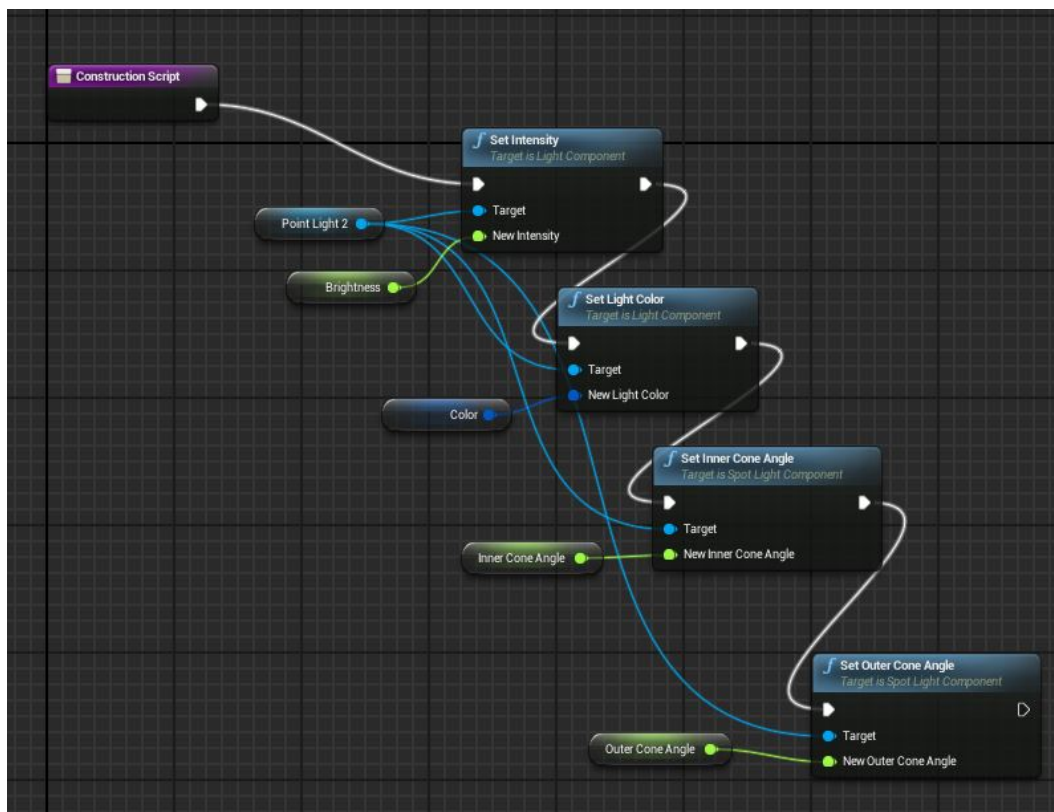 Construction Script
Set Intensity
Target is Light Component
Target
New Intensity
Point Light 2
Brightness
Set Light Color
Target is Light Component
Target
New Light Color
Color
Set Inner Cone Angle
Target is Spot Light Component
Target
New Inner Cone Angle
Inner Cone Angle
Set Outer Cone Angle
Target is Spot Light Component
Target
New Outer Cone Angle
Outer Cone Angle